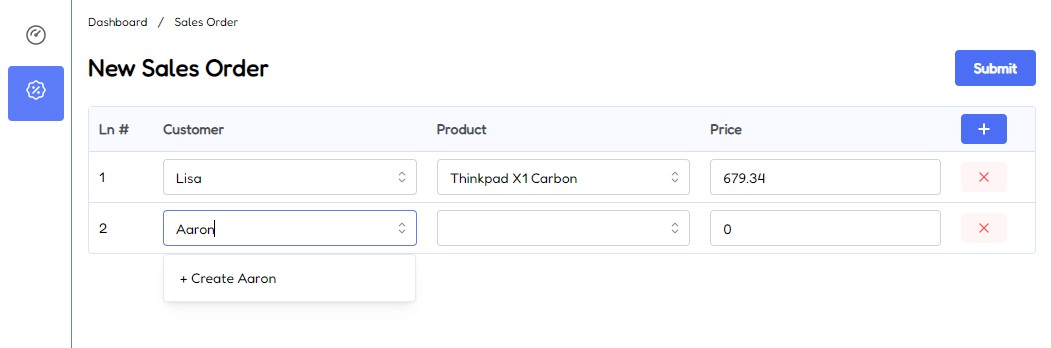 Dashboard / Sales Order
New Sales Order
Submit
Ln # Customer Product Price +
1 Lisa Thinkpad X1 Carbon 679.34
2 Aaron 0
+ Create Aaron